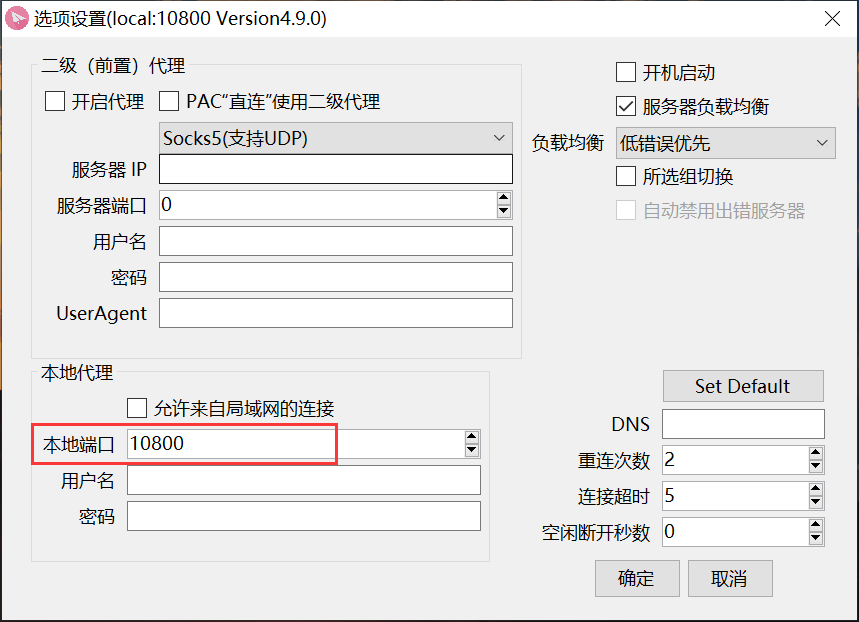 选项设置(local:10800 Version4.9.0)
二级（前置）代理
开启代理 PAC“直连”使用二级代理
Socks5(支持UDP)
服务器 IP
服务器端口 0
用户名
密码
UserAgent
开机启动
服务器负载均衡
负载均衡 低错误优先
所选组切换
自动禁用出错服务器
本地代理
允许来自局域网的连接
本地端口 10800
用户名
密码
Set Default
DNS
重连次数 2
连接超时 5
空闲断开秒数 0
确定 取消